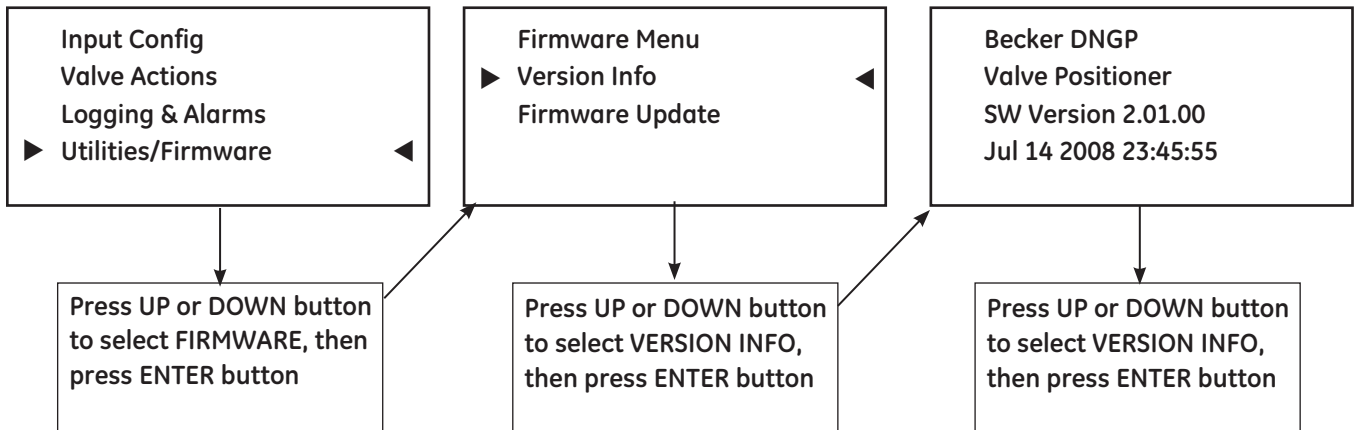 Input Config
Valve Actions
Logging & Alarms
Utilities/Firmware
Press UP or DOWN button
to select FIRMWARE, then
press ENTER button
Firmware Menu
Version Info
Firmware Update
Press UP or DOWN button
to select VERSION INFO,
then press ENTER button
Becker DNGP
Valve Positioner
SW Version 2.01.00
Jul 14 2008 23:45:55
Press UP or DOWN button
to select VERSION INFO,
then press ENTER button